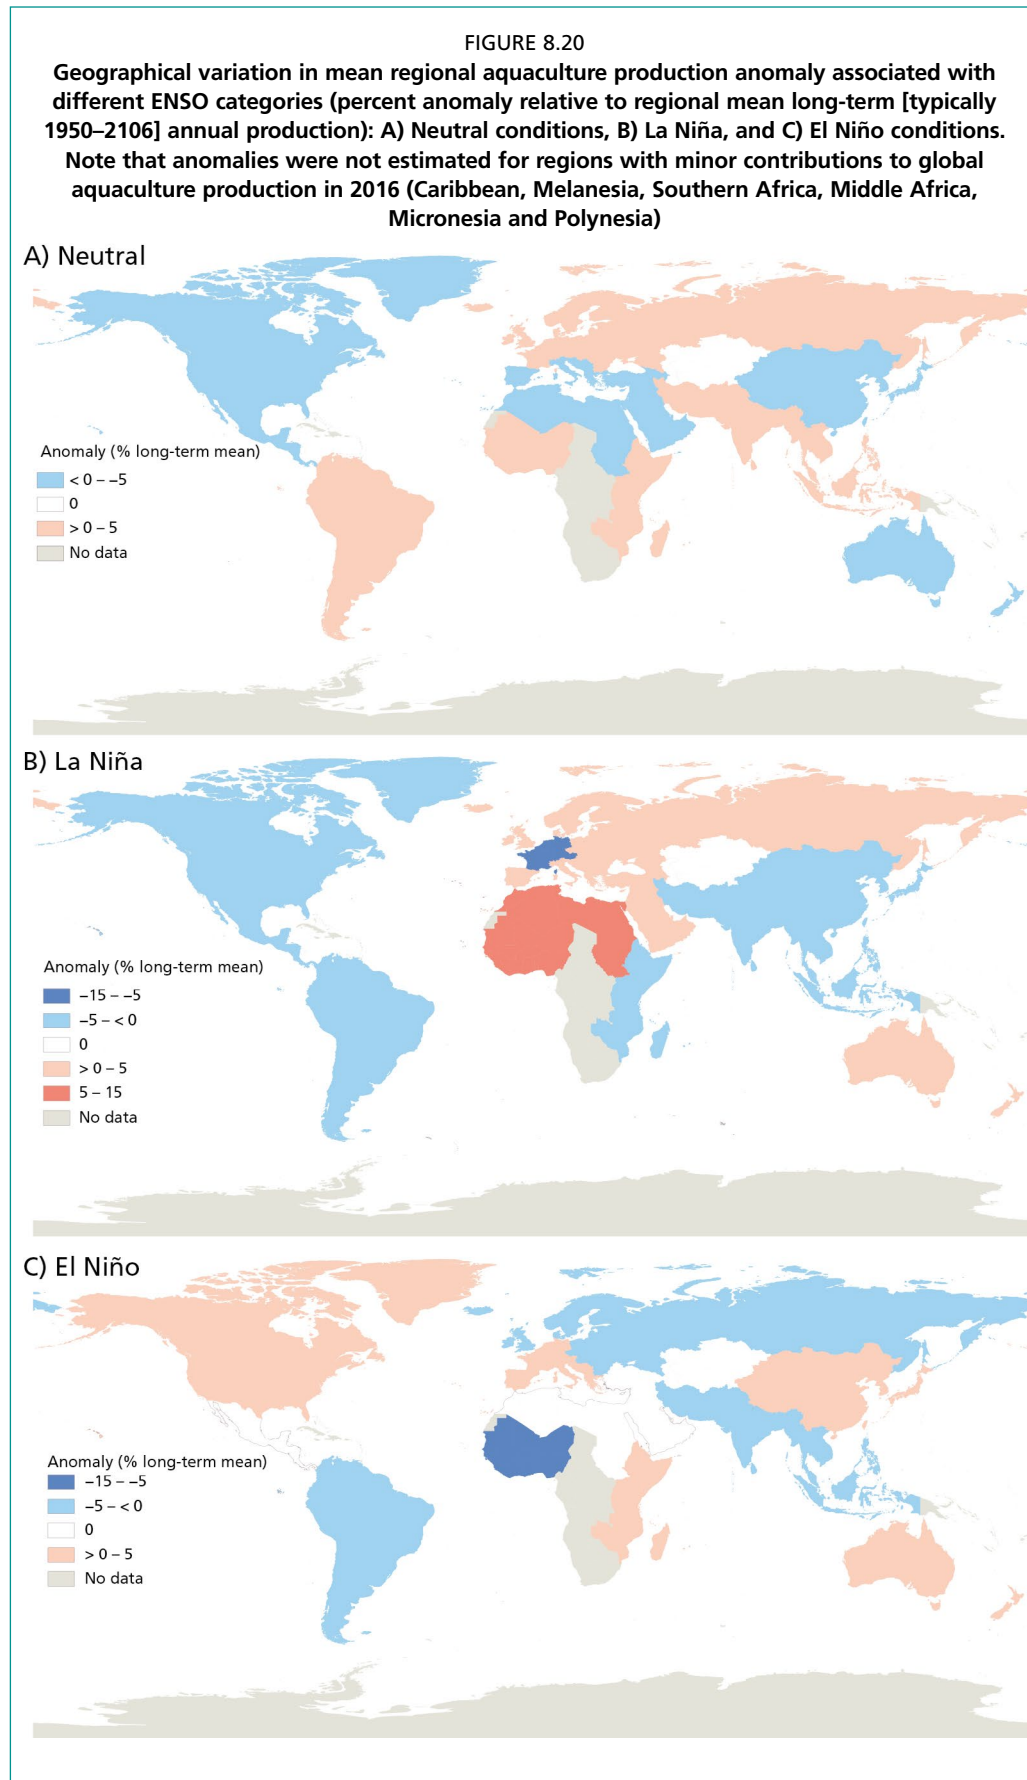 FIGURE 8.20
Geographical variation in mean regional aquaculture production anomaly associated with
different ENSO categories (percent anomaly relative to regional mean long-term [typically
1950–2106] annual production): A) Neutral conditions, B) La Niña, and C) El Niño conditions.
Note that anomalies were not estimated for regions with minor contributions to global
aquaculture production in 2016 (Caribbean, Melanesia, Southern Africa, Middle Africa,
Micronesia and Polynesia)
A) Neutral
Anomaly (% long-term mean)
< 0 – –5
0
> 0 – 5
No data
B) La Niña
Anomaly (% long-term mean)
–15 – –5
–5 – < 0
0
> 0 – 5
5 – 15
No data
C) El Niño
Anomaly (% long-term mean)
–15 – –5
–5 – < 0
0
> 0 – 5
No data